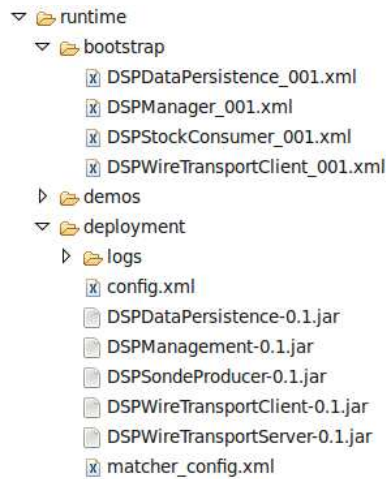 runtime
bootstrap
DSPDataPersistence_001.xml
DSPManager_001.xml
DSPStockConsumer_001.xml
DSPWireTransportClient_001.xml
demos
deployment
logs
config.xml
DSPDataPersistence-0.1.jar
DSPManagement-0.1.jar
DSPSondeProducer-0.1.jar
DSPWireTransportClient-0.1.jar
DSPWireTransportServer-0.1.jar
matcher_config.xml